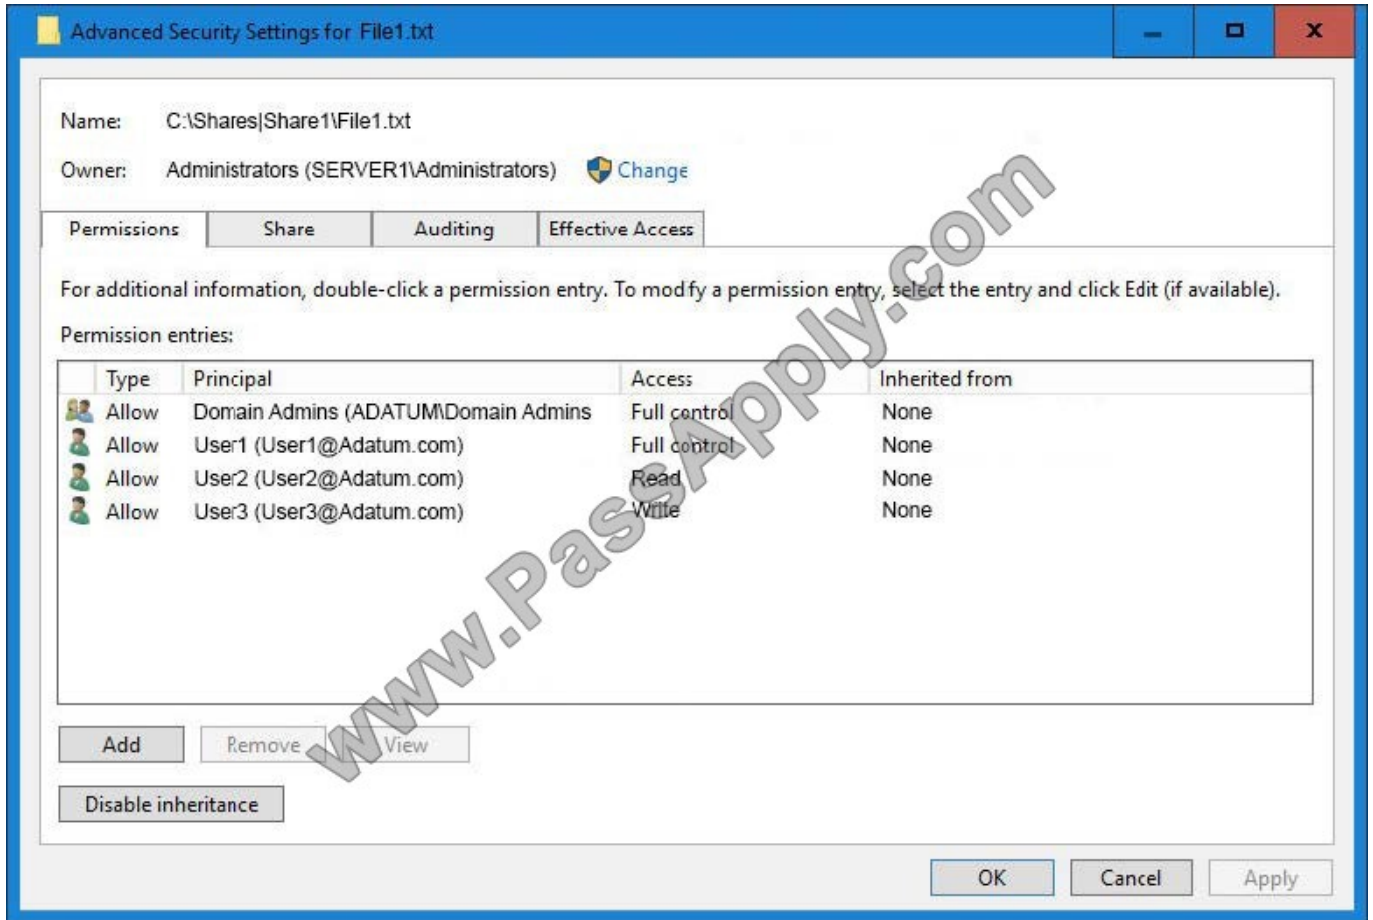 Advanced Security Settings for File1.txt
Name: C:\Shares|Share1\File1.txt
Owner: Administrators (SERVER1\Administrators) Change
Permissions Share Auditing Effective Access
For additional information, double-click a permission entry. To modfy a permission entry, select the entry and click Edit (if available).
Permission entries:
Type Principal Access Inherited from
Allow Domain Admins (ADATUM\Domain Admins Full control None
Allow User1 (User1@Adatum.com) Full control None
Allow User2 (User2@Adatum.com) Read None
Allow User3 (User3@Adatum.com) Write None
www.PassApply.com
Add Remove View
Disable inheritance
OK Cancel Apply